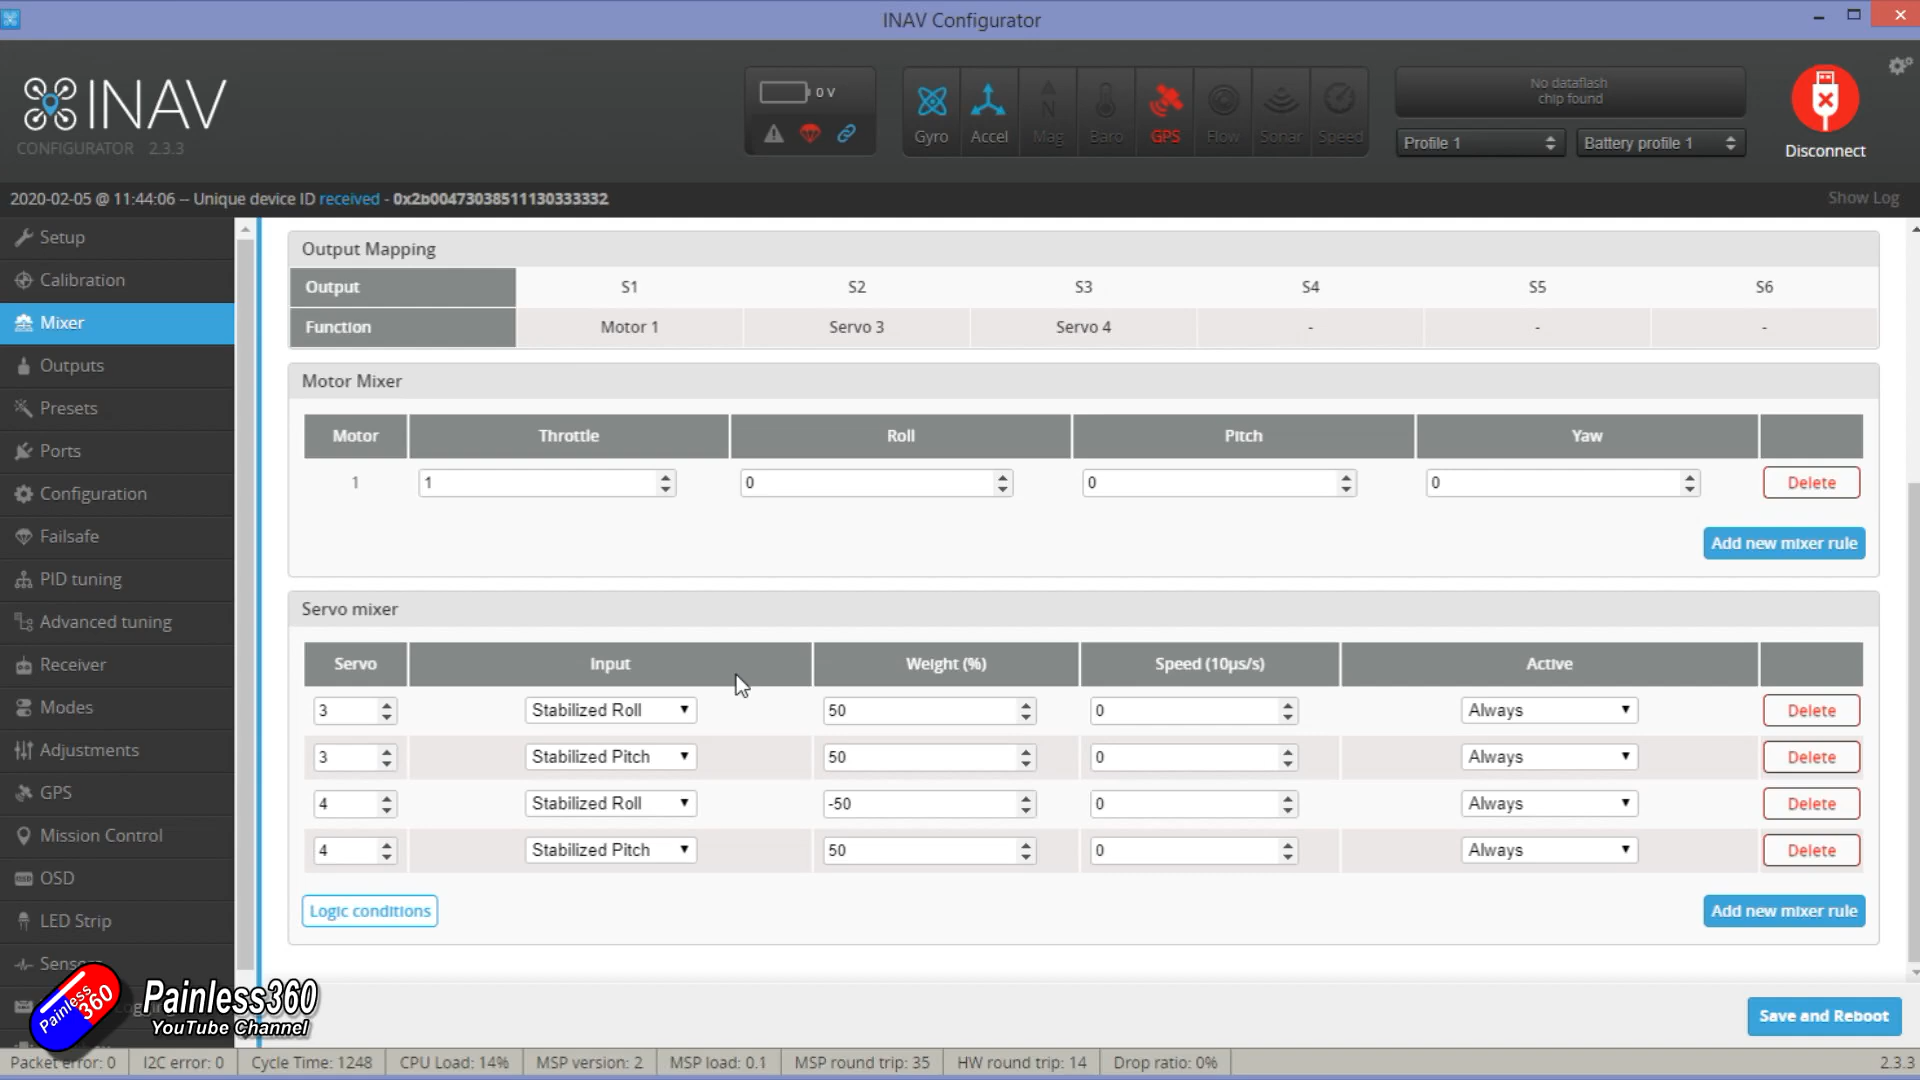 INAV Configurator
INAV
CONFIGURATOR 2.3.3
0 V
Gyro
Accel
Mag
Baro
GPS
Flow
Sonar
Speed
No dataflash
chip found
Profile 1
Battery profile 1
Disconnect
2020-02-05 @ 11:44:06 -- Unique device ID received - 0x2b00473038511130333332
Show Log
Setup
Calibration
Mixer
Outputs
Presets
Ports
Configuration
Failsafe
PID tuning
Advanced tuning
Receiver
Modes
Adjustments
GPS
Mission Control
OSD
LED Strip
Output Mapping
Output S1 S2 S3 S4 S5 S6
Function Motor 1 Servo 3 Servo 4 - - -
Motor Mixer
Motor Throttle Roll Pitch Yaw
1 1 0 0 0 Delete
Add new mixer rule
Servo mixer
Servo Input Weight (%) Speed (10µs/s) Active
3 Stabilized Roll 50 0 Always Delete
3 Stabilized Pitch 50 0 Always Delete
4 Stabilized Roll -50 0 Always Delete
4 Stabilized Pitch 50 0 Always Delete
Logic conditions
Add new mixer rule
Save and Reboot
Painless360
Painless360
YouTube Channel
Packet error: 0 I2C error: 0 Cycle Time: 1248 CPU Load: 14% MSP version: 2 MSP load: 0.1 MSP round trip: 35 HW round trip: 14 Drop ratio: 0% 2.3.3